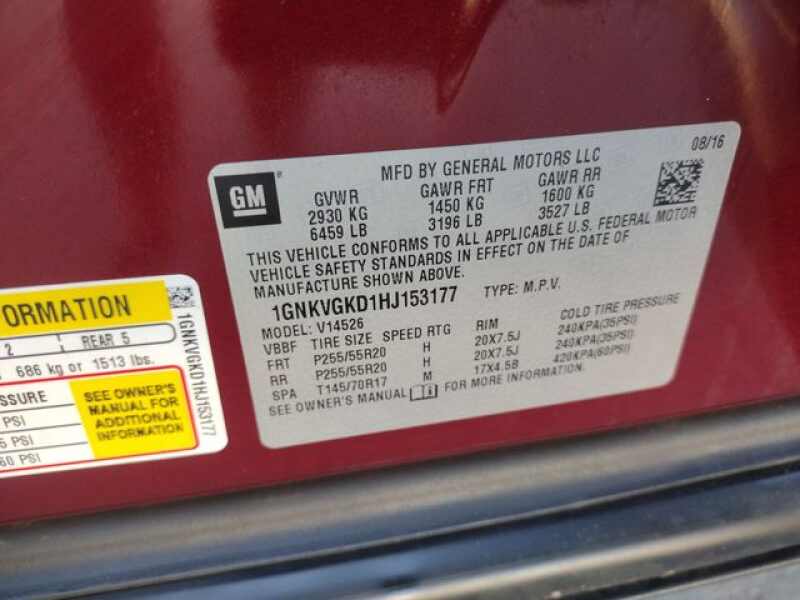 MFD BY GENERAL MOTORS LLC 08/16
GM®
GVWR GAWR FRT GAWR RR
2930 KG 1450 KG 1600 KG
6459 LB 3196 LB 3527 LB
THIS VEHICLE CONFORMS TO ALL APPLICABLE U.S. FEDERAL MOTOR
VEHICLE SAFETY STANDARDS IN EFFECT ON THE DATE OF
MANUFACTURE SHOWN ABOVE.
1GNKVGKD1HJ153177 TYPE: M.P.V.
MODEL: V14526
VBBF TIRE SIZE SPEED RTG RIM COLD TIRE PRESSURE
FRT P255/55R20 H 20X7.5J 240KPA(35PSI)
RR P255/55R20 H 20X7.5J 240KPA(35PSI)
SPA T145/70R17 M 17X4.5B 420KPA(60PSI)
SEE OWNER'S MANUAL FOR MORE INFORMATION.
2 REAR 5
686 kg or 1513 lbs.
SEE OWNER'S
MANUAL FOR
ADDITIONAL
INFORMATION
PSI
PSI
60 PSI
1GNKVGKD1HJ153177